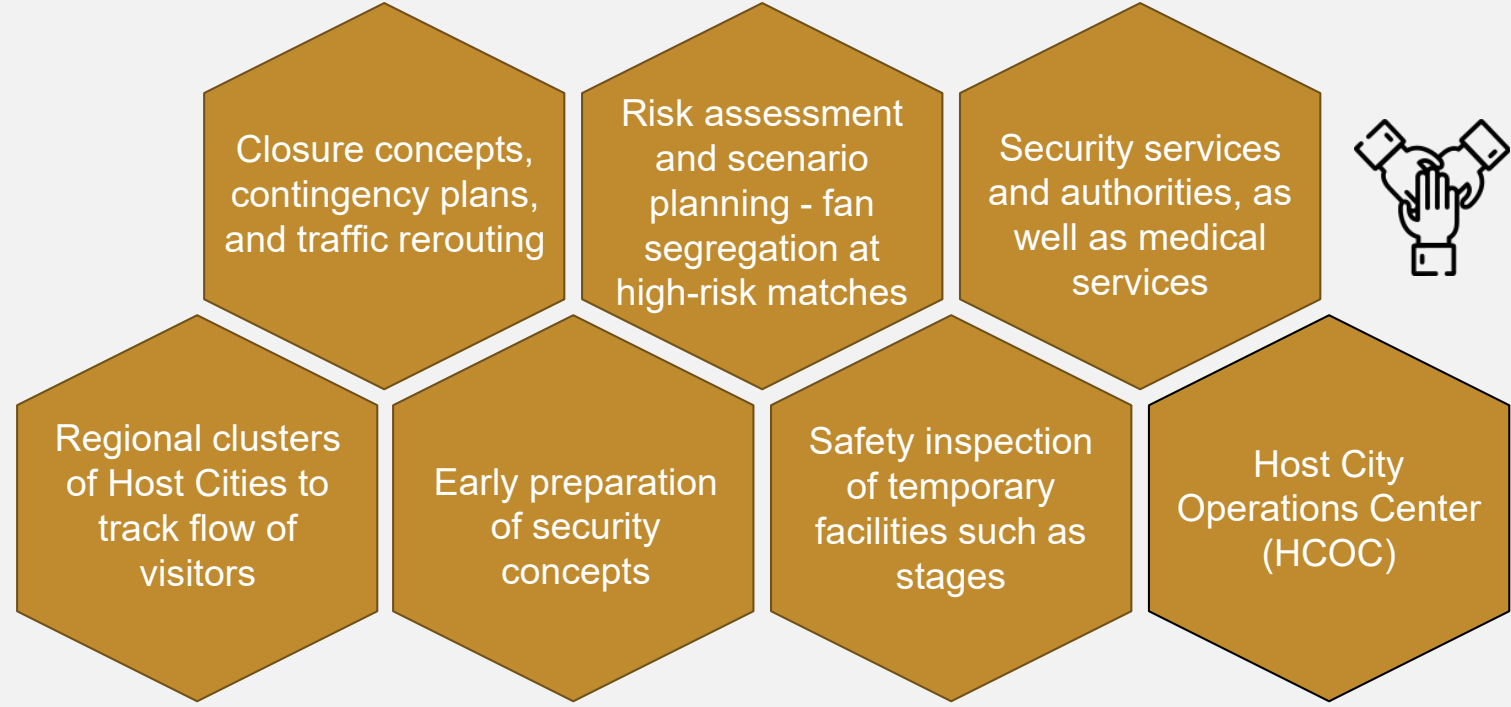 Closure concepts,
contingency plans,
and traffic rerouting
Risk assessment
and scenario
planning - fan
segregation at
high-risk matches
Security services
and authorities, as
well as medical
services
Regional clusters
of Host Cities to
track flow of
visitors
Early preparation
of security
concepts
Safety inspection
of temporary
facilities such as
stages
Host City
Operations Center
(HCOC)